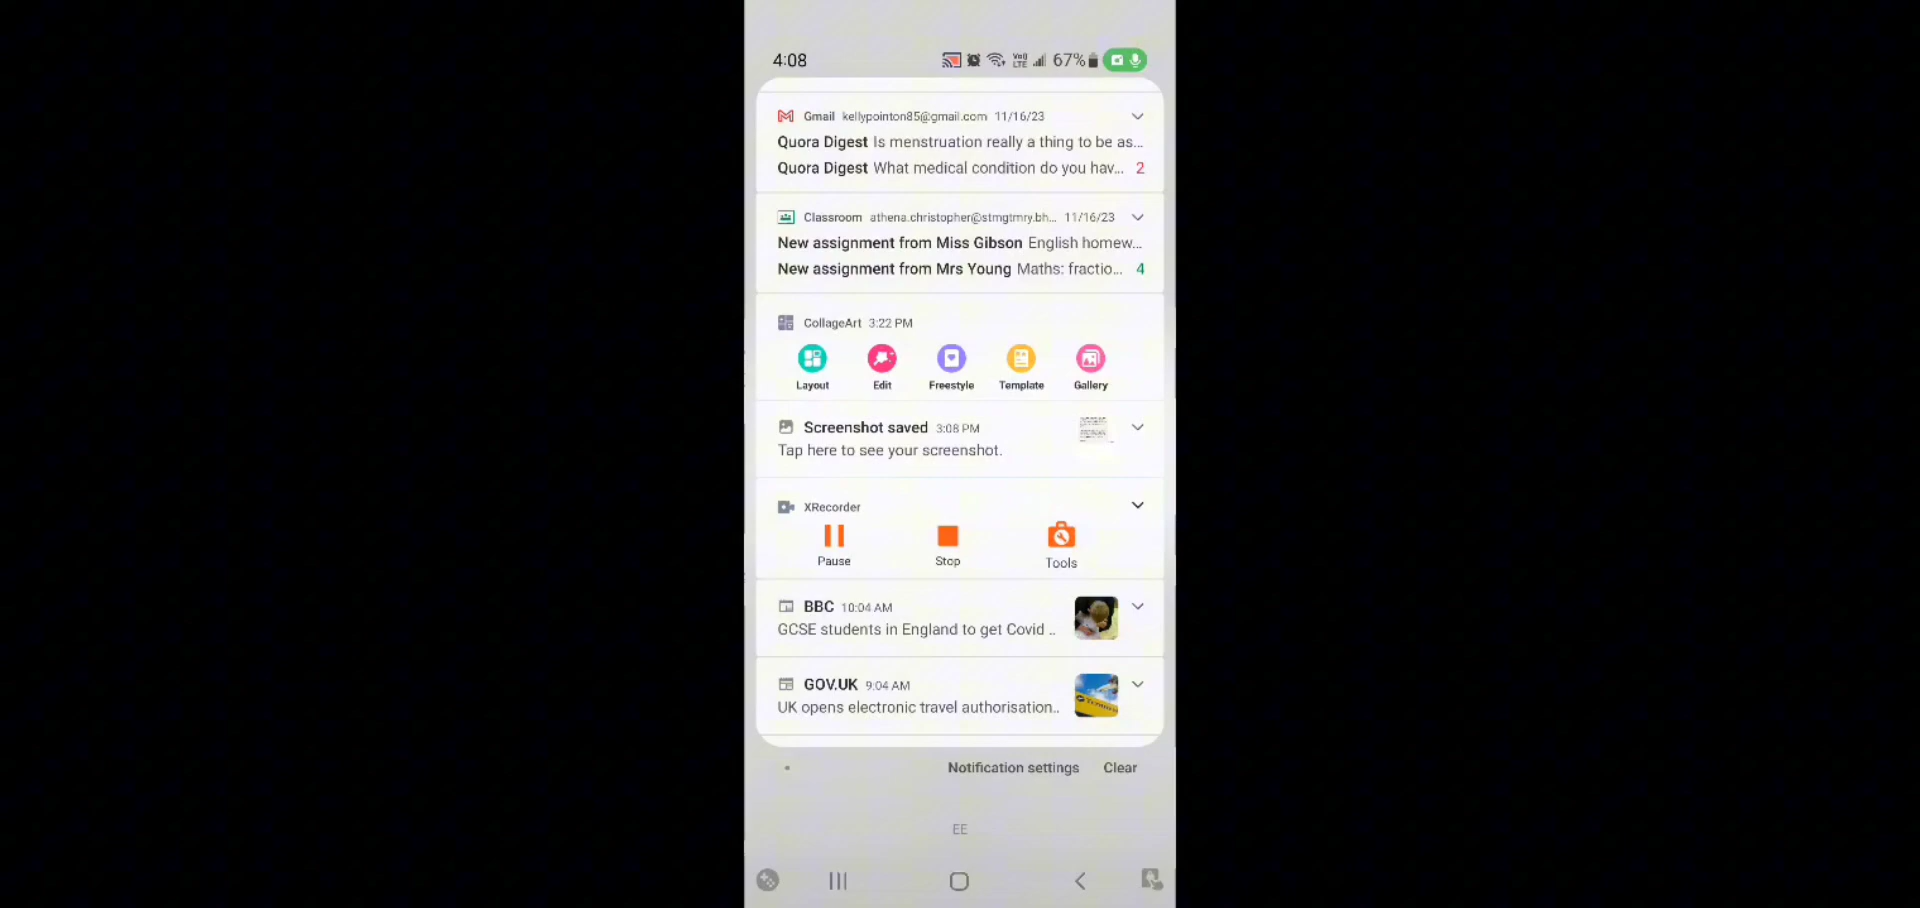 4:08
Vo)) LTE 67%
Gmail kellypointon85@gmail.com 11/16/23
Quora Digest Is menstruation really a thing to be as...
Quora Digest What medical condition do you hav... 2
Classroom athena.christopher@stmgtmry.bh... 11/16/23
New assignment from Miss Gibson English homew...
New assignment from Mrs Young Maths: fractio... 4
CollageArt 3:22 PM
Layout Edit Freestyle Template Gallery
Screenshot saved 3:08 PM
Tap here to see your screenshot.
XRecorder
Pause Stop Tools
BBC 10:04 AM
GCSE students in England to get Covid ..
GOV.UK 9:04 AM
UK opens electronic travel authorisation..
Notification settings Clear
EE